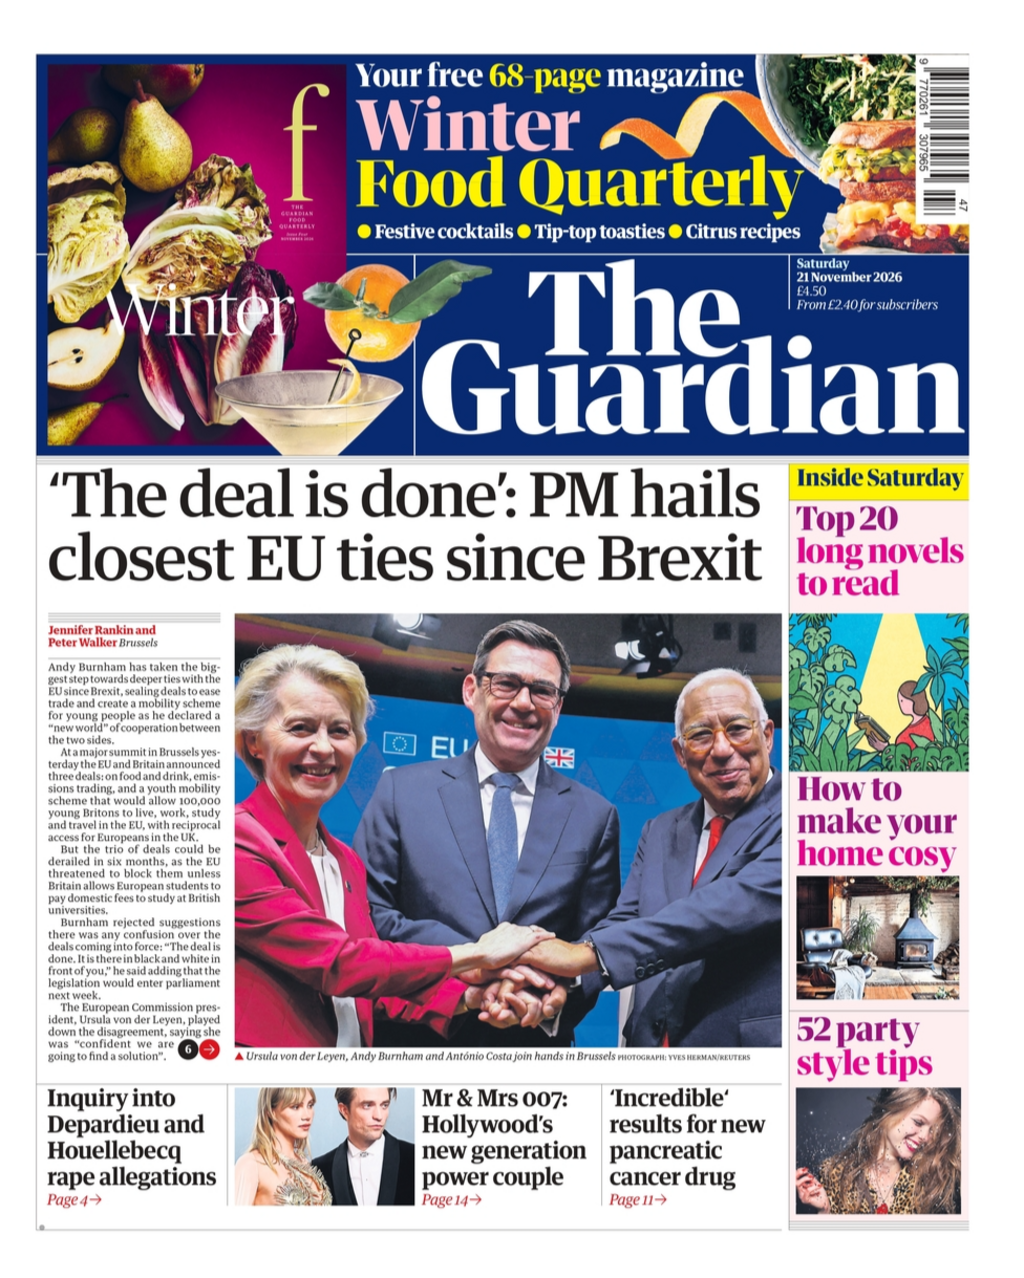 Your free 68-page magazine
Winter
Food Quarterly
● Festive cocktails ● Tip-top toasties ● Citrus recipes
f
THE
GUARDIAN
FOOD
QUARTERLY
NOVEMBER 2026
Winter
9 770261 307965
47
Saturday
21 November 2026
£4.50
From £2.40 for subscribers
The
Guardian
‘The deal is done’: PM hails
closest EU ties since Brexit
Jennifer Rankin and
Peter Walker Brussels
Andy Burnham has taken the big-
gest step towards deeper ties with the
EU since Brexit, sealing deals to ease
trade and create a mobility scheme
for young people as he declared a
“new world” of cooperation between
the two sides.
At a major summit in Brussels yes-
terday the EU and Britain announced
three deals: on food and drink, emis-
sions trading, and a youth mobility
scheme that would allow 100,000
young Britons to live, work, study
and travel in the EU, with reciprocal
access for Europeans in the UK.
But the trio of deals could be
derailed in six months, as the EU
threatened to block them unless
Britain allows European students to
pay domestic fees to study at British
universities.
Burnham rejected suggestions
there was any confusion over the
deals coming into force: “The deal is
done. It is there in black and white in
front of you,” he said adding that the
legislation would enter parliament
next week.
The European Commission pres-
ident, Ursula von der Leyen, played
down the disagreement, saying she
was “confident we are
going to find a solution”.
6 →
EU
▲ Ursula von der Leyen, Andy Burnham and António Costa join hands in Brussels PHOTOGRAPH: YVES HERMAN/REUTERS
Inside Saturday
Top 20
long novels
to read
How to
make your
home cosy
52 party
style tips
Inquiry into
Depardieu and
Houellebecq
rape allegations
Page 4→
Mr & Mrs 007:
Hollywood’s
new generation
power couple
Page 14→
‘Incredible‘
results for new
pancreatic
cancer drug
Page 11→